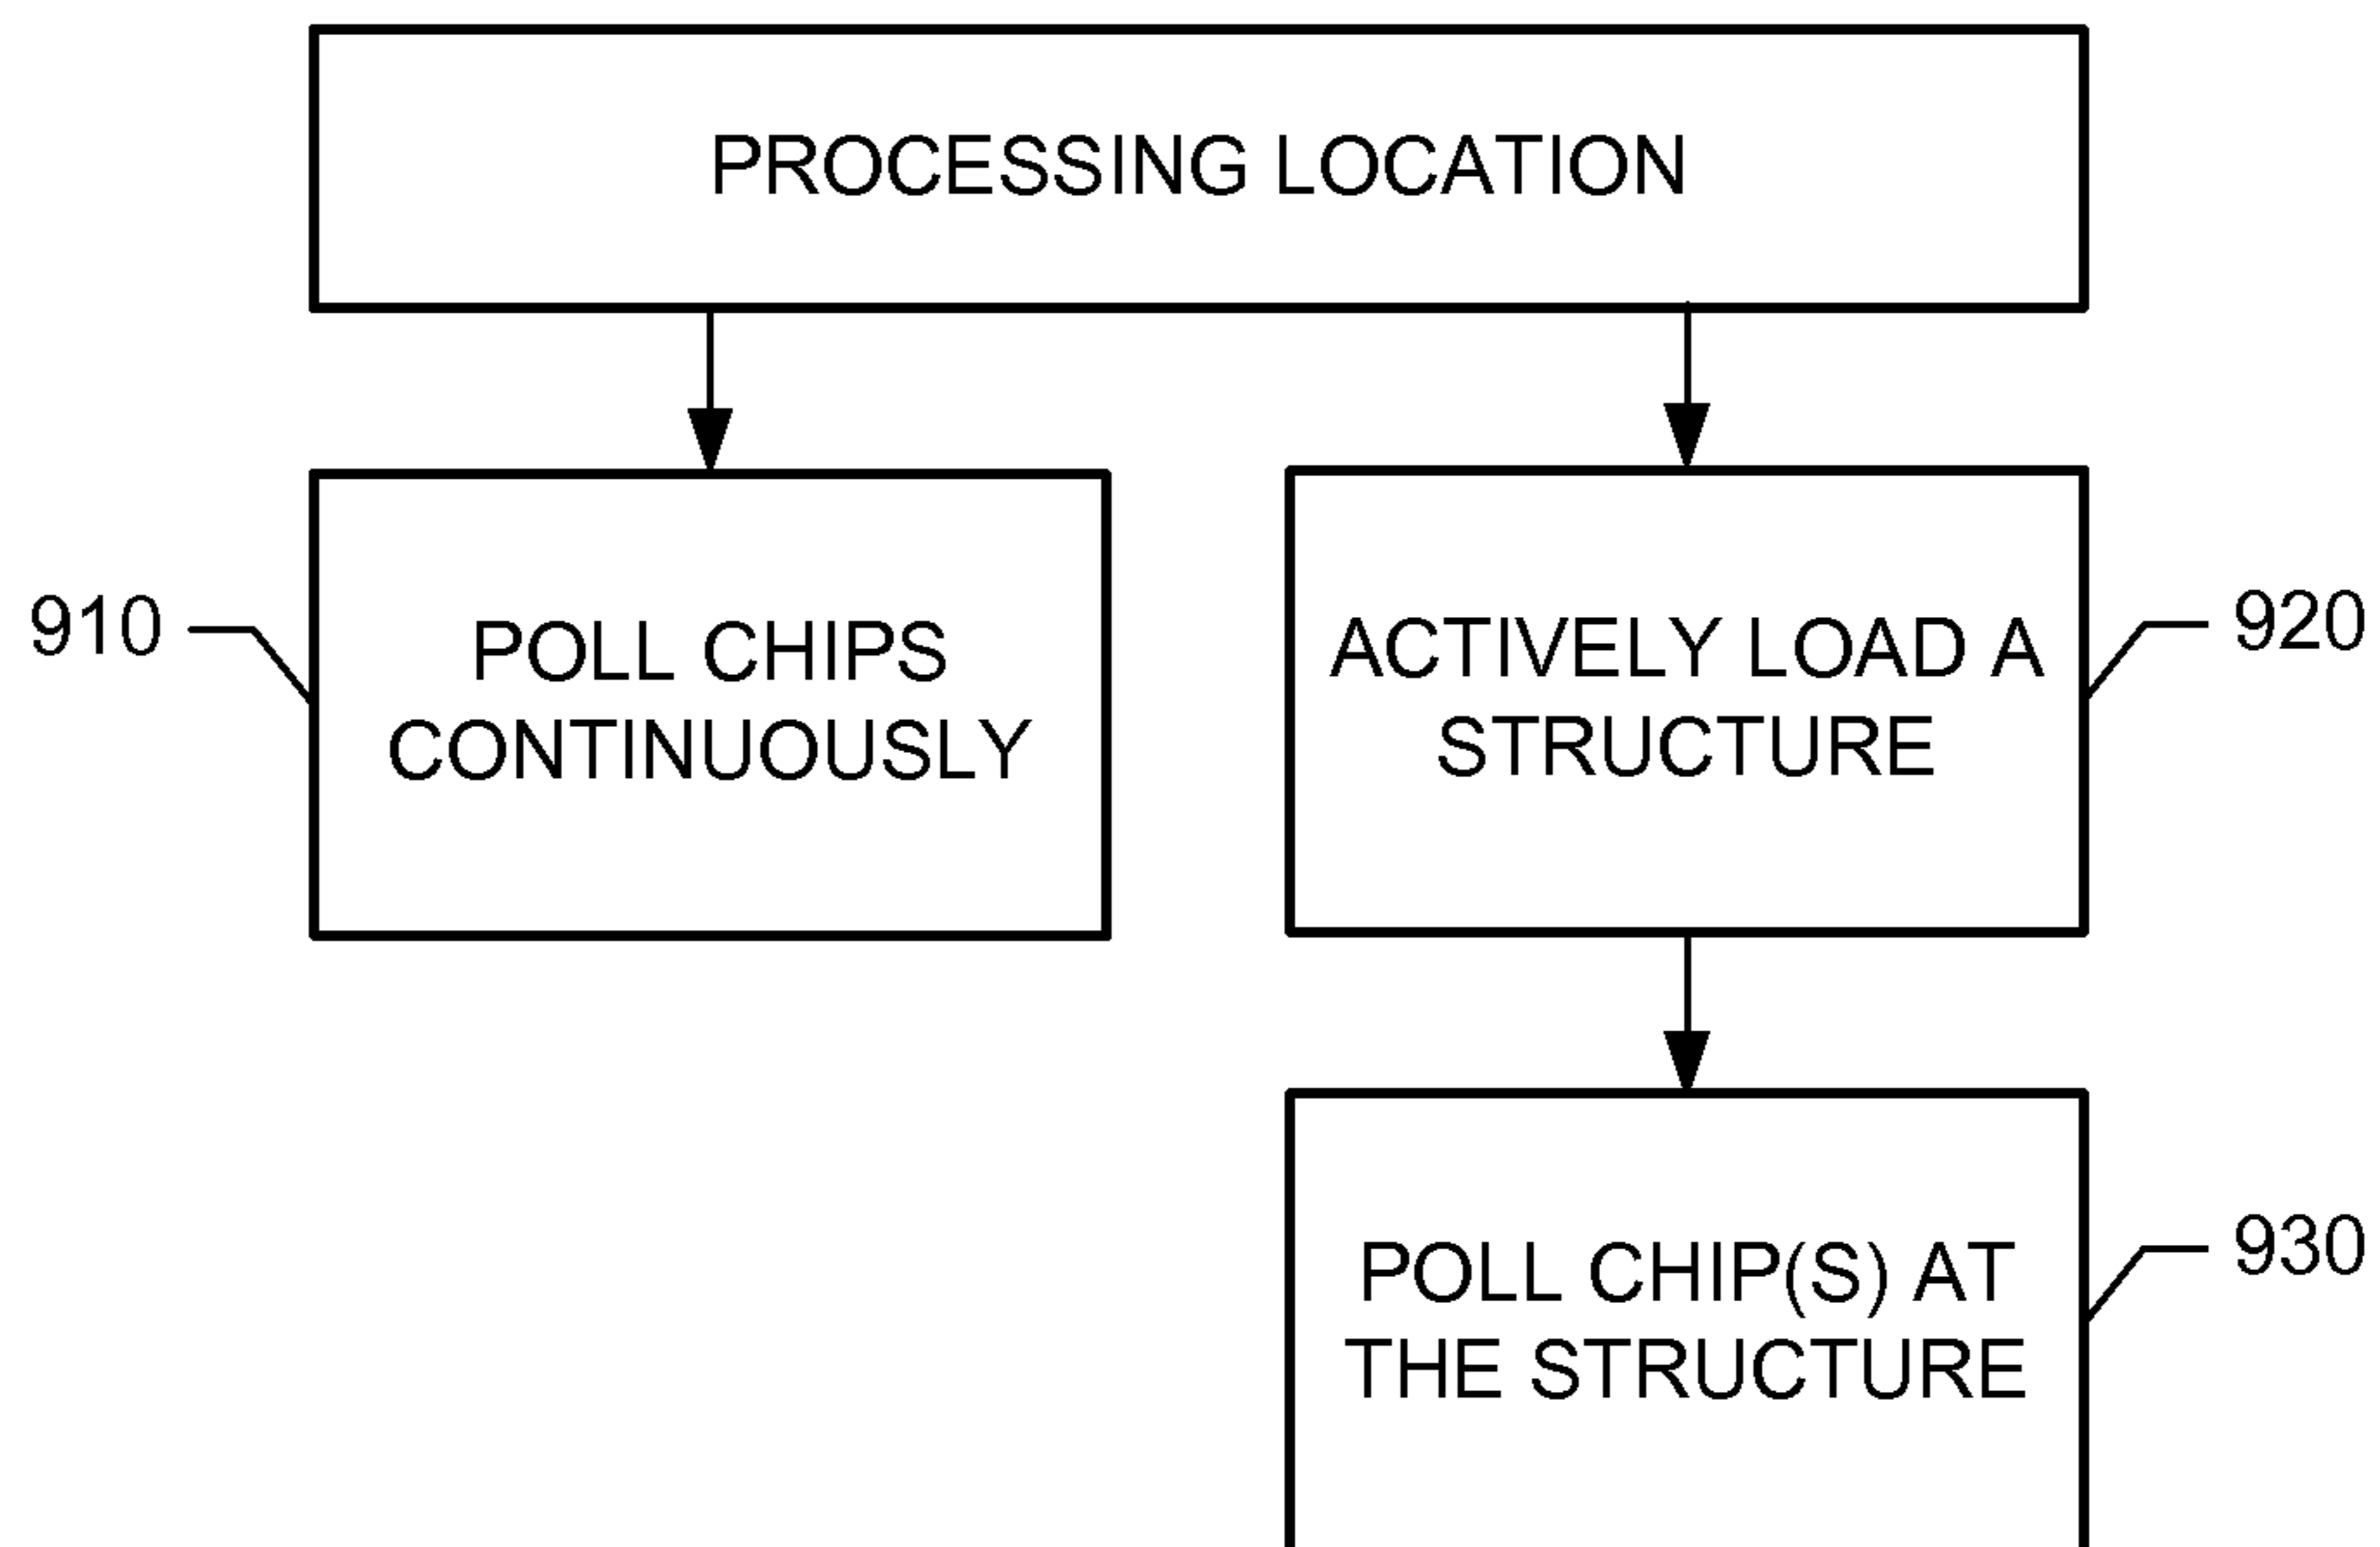 PROCESSING LOCATION
910
POLL CHIPS
CONTINUOUSLY
ACTIVELY LOAD A
STRUCTURE
920
POLL CHIP(S) AT
THE STRUCTURE
930